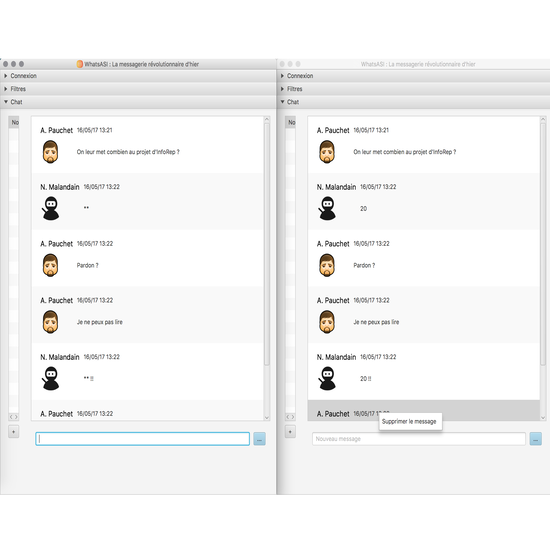 WhatsASI : La messagerie révolutionnaire d'hier
Connexion
Filtres
Chat
No
A. Pauchet 16/05/17 13:21
On leur met combien au projet d'InfoRep ?
N. Malandain 16/05/17 13:22
**
A. Pauchet 16/05/17 13:22
Pardon ?
A. Pauchet 16/05/17 13:22
Je ne peux pas lire
N. Malandain 16/05/17 13:22
** !!
A. Pauchet 16/05/17 13:22
+
...
WhatsASI : La messagerie révolutionnaire d'hier
Connexion
Filtres
Chat
No
A. Pauchet 16/05/17 13:21
On leur met combien au projet d'InfoRep ?
N. Malandain 16/05/17 13:22
20
A. Pauchet 16/05/17 13:22
Pardon ?
A. Pauchet 16/05/17 13:22
Je ne peux pas lire
N. Malandain 16/05/17 13:22
20 !!
A. Pauchet 16/05/17
Supprimer le message
+
Nouveau message
...